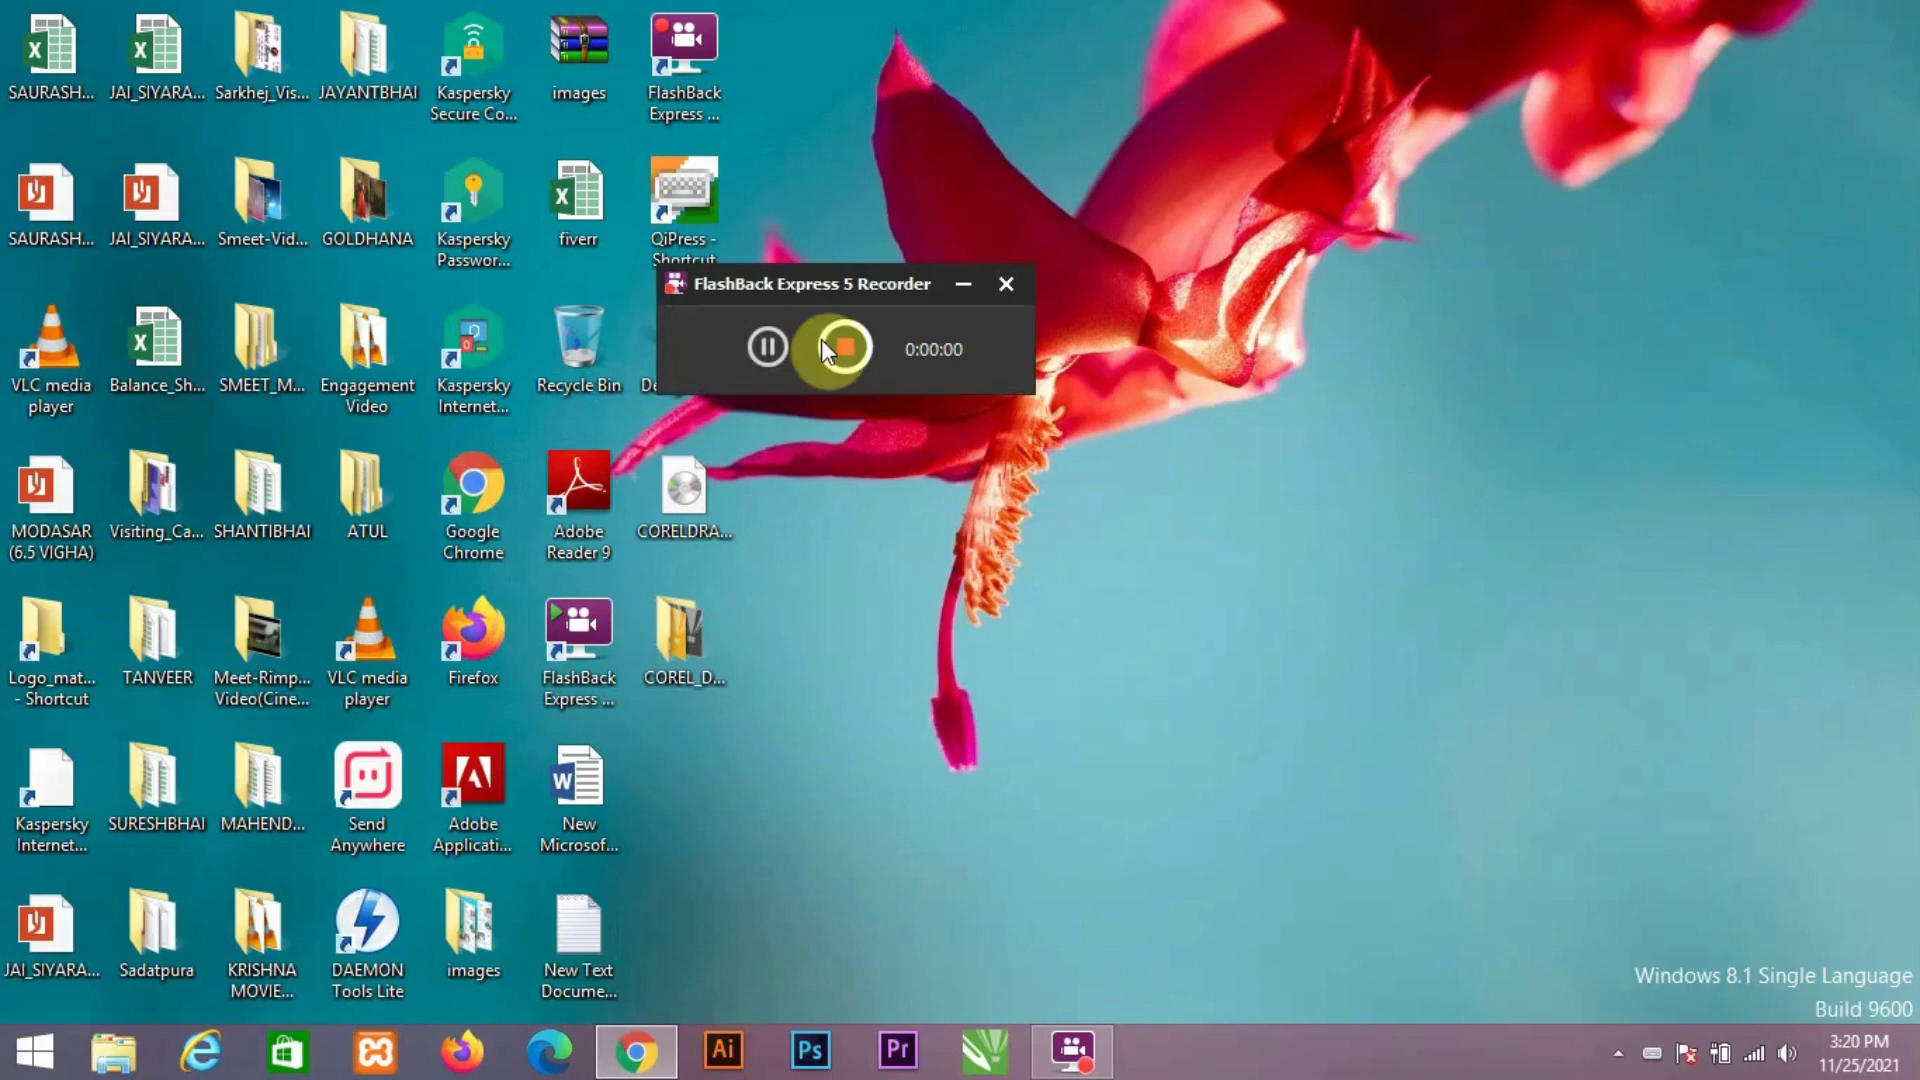 SAURASH...
JAI_SIYARA...
Sarkhej_Vis...
JAYANTBHAI
Kaspersky
Secure Co...
images
FlashBack
Express ...
SAURASH...
JAI_SIYARA...
Smeet-Vid...
GOLDHANA
Kaspersky
Passwor...
fiverr
QiPress -
Shortcut
FlashBack Express 5 Recorder
0:00:00
VLC media
player
Balance_Sh...
SMEET_M...
Engagement
Video
Kaspersky
Internet...
Recycle Bin
MODASAR
(6.5 VIGHA)
Visiting_Ca...
SHANTIBHAI
ATUL
Google
Chrome
Adobe
Reader 9
CORELDRA...
Logo_mat...
- Shortcut
TANVEER
Meet-Rimp...
Video(Cine...
VLC media
player
Firefox
FlashBack
Express ...
COREL_D...
Kaspersky
Internet...
SURESHBHAI
MAHEND...
Send
Anywhere
Adobe
Applicati...
New
Microsof...
JAI_SIYARA...
Sadatpura
KRISHNA
MOVIE...
DAEMON
Tools Lite
images
New Text
Docume...
Windows 8.1 Single Language
Build 9600
Ai
Ps
Pr
3:20 PM
11/25/2021